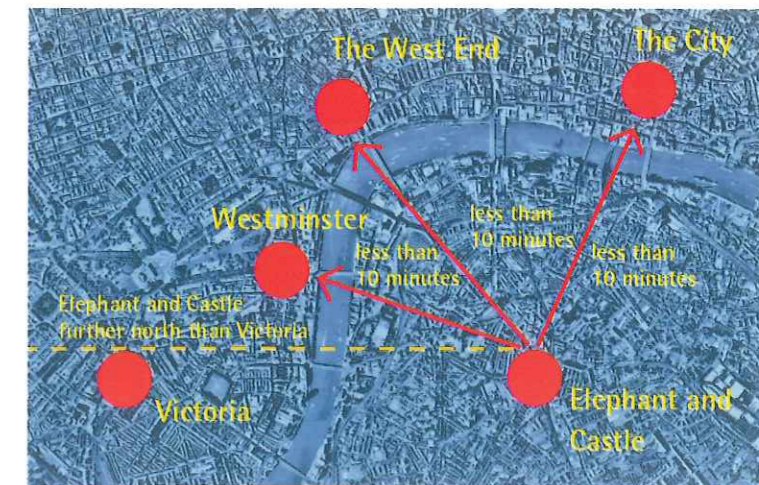 The West End
The City
Westminster
less than
10 minutes
less than
10 minutes
less than
10 minutes
Elephant and Castle
further north than Victoria
Victoria
Elephant and
Castle